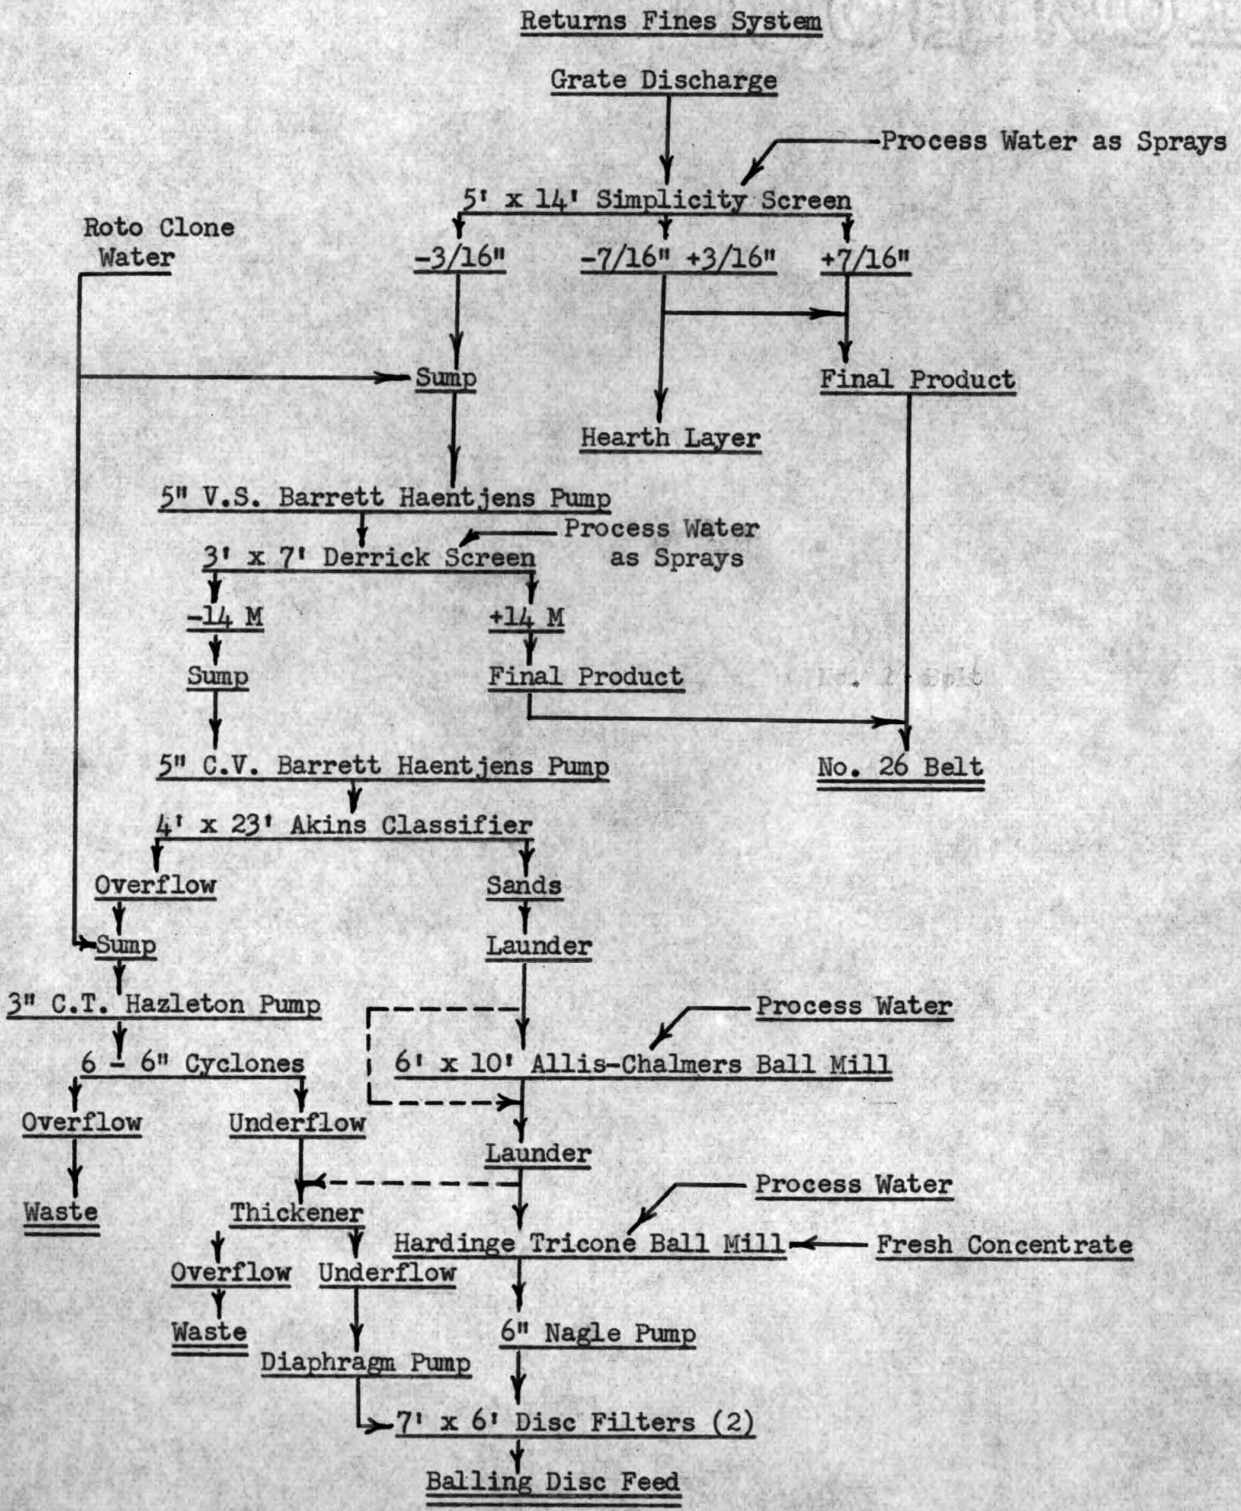 Returns Fines System
Grate Discharge
Process Water as Sprays
5' x 14' Simplicity Screen
Roto Clone
Water
-3/16"
-7/16" +3/16"
+7/16"
Sump
Final Product
Hearth Layer
5" V.S. Barrett Haentjens Pump
Process Water
as Sprays
3' x 7' Derrick Screen
-14 M
+14 M
Sump
Final Product
5" C.V. Barrett Haentjens Pump
No. 26 Belt
4' x 23' Akins Classifier
Overflow
Sands
Sump
Launder
3" C.T. Hazleton Pump
Process Water
6 - 6" Cyclones
6' x 10' Allis-Chalmers Ball Mill
Overflow
Underflow
Launder
Process Water
Waste
Thickener
Hardinge Tricone Ball Mill
Fresh Concentrate
Overflow
Underflow
Waste
6" Nagle Pump
Diaphragm Pump
7' x 6' Disc Filters (2)
Balling Disc Feed